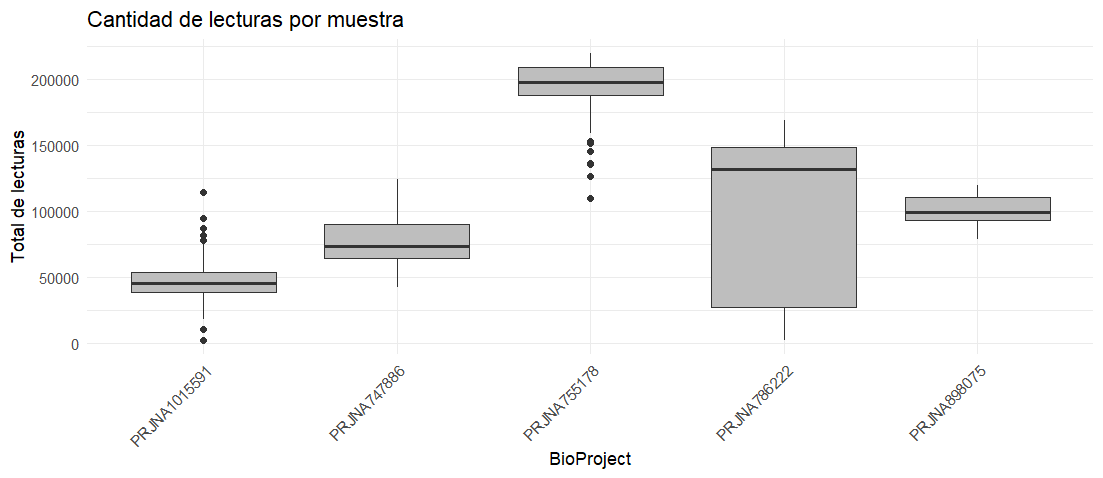 Cantidad de lecturas por muestra
Total de lecturas
200000
150000
100000
50000
0
PRJNA1015591
PRJNA747886
PRJNA755178
PRJNA786222
PRJNA898075
BioProject